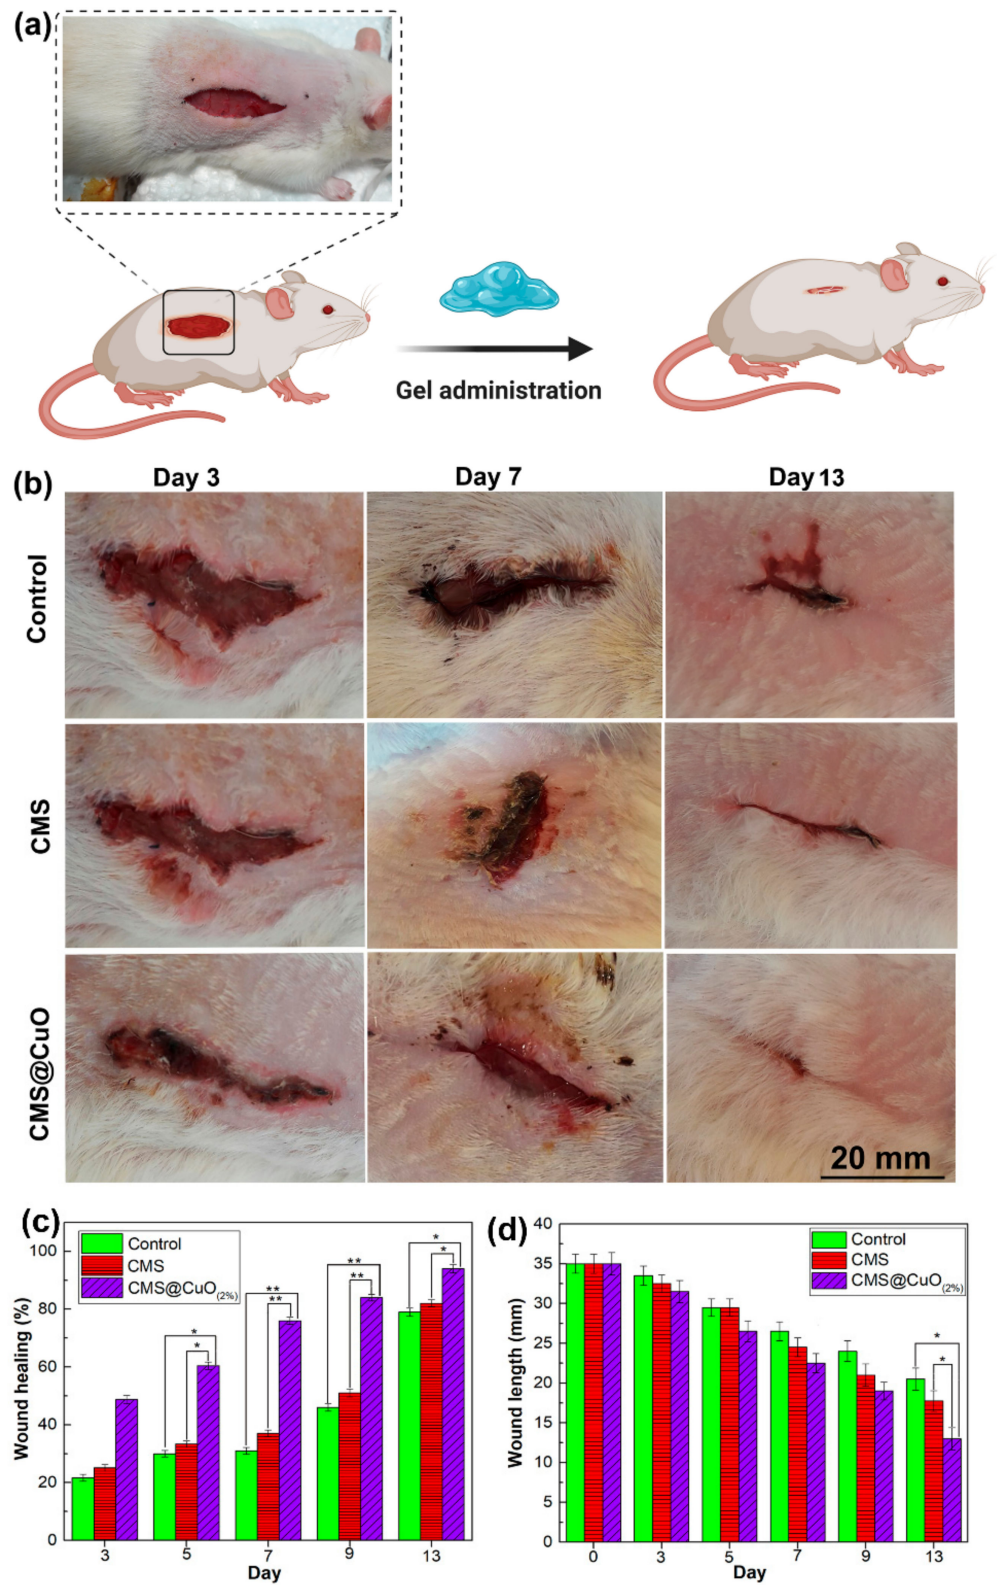 (a)
Gel administration
(b)
Day 3 Day 7 Day 13
Control
CMS
CMS@CuO
20 mm
(c)
Control
CMS
CMS@CuO(2%)
* * ** ** ** ** * *
Wound healing (%)
100
80
60
40
20
0
3 5 7 9 13
Day
(d)
Control
CMS
CMS@CuO(2%)
* *
Wound length (mm)
40
35
30
25
20
15
10
5
0
0 3 5 7 9 13
Day